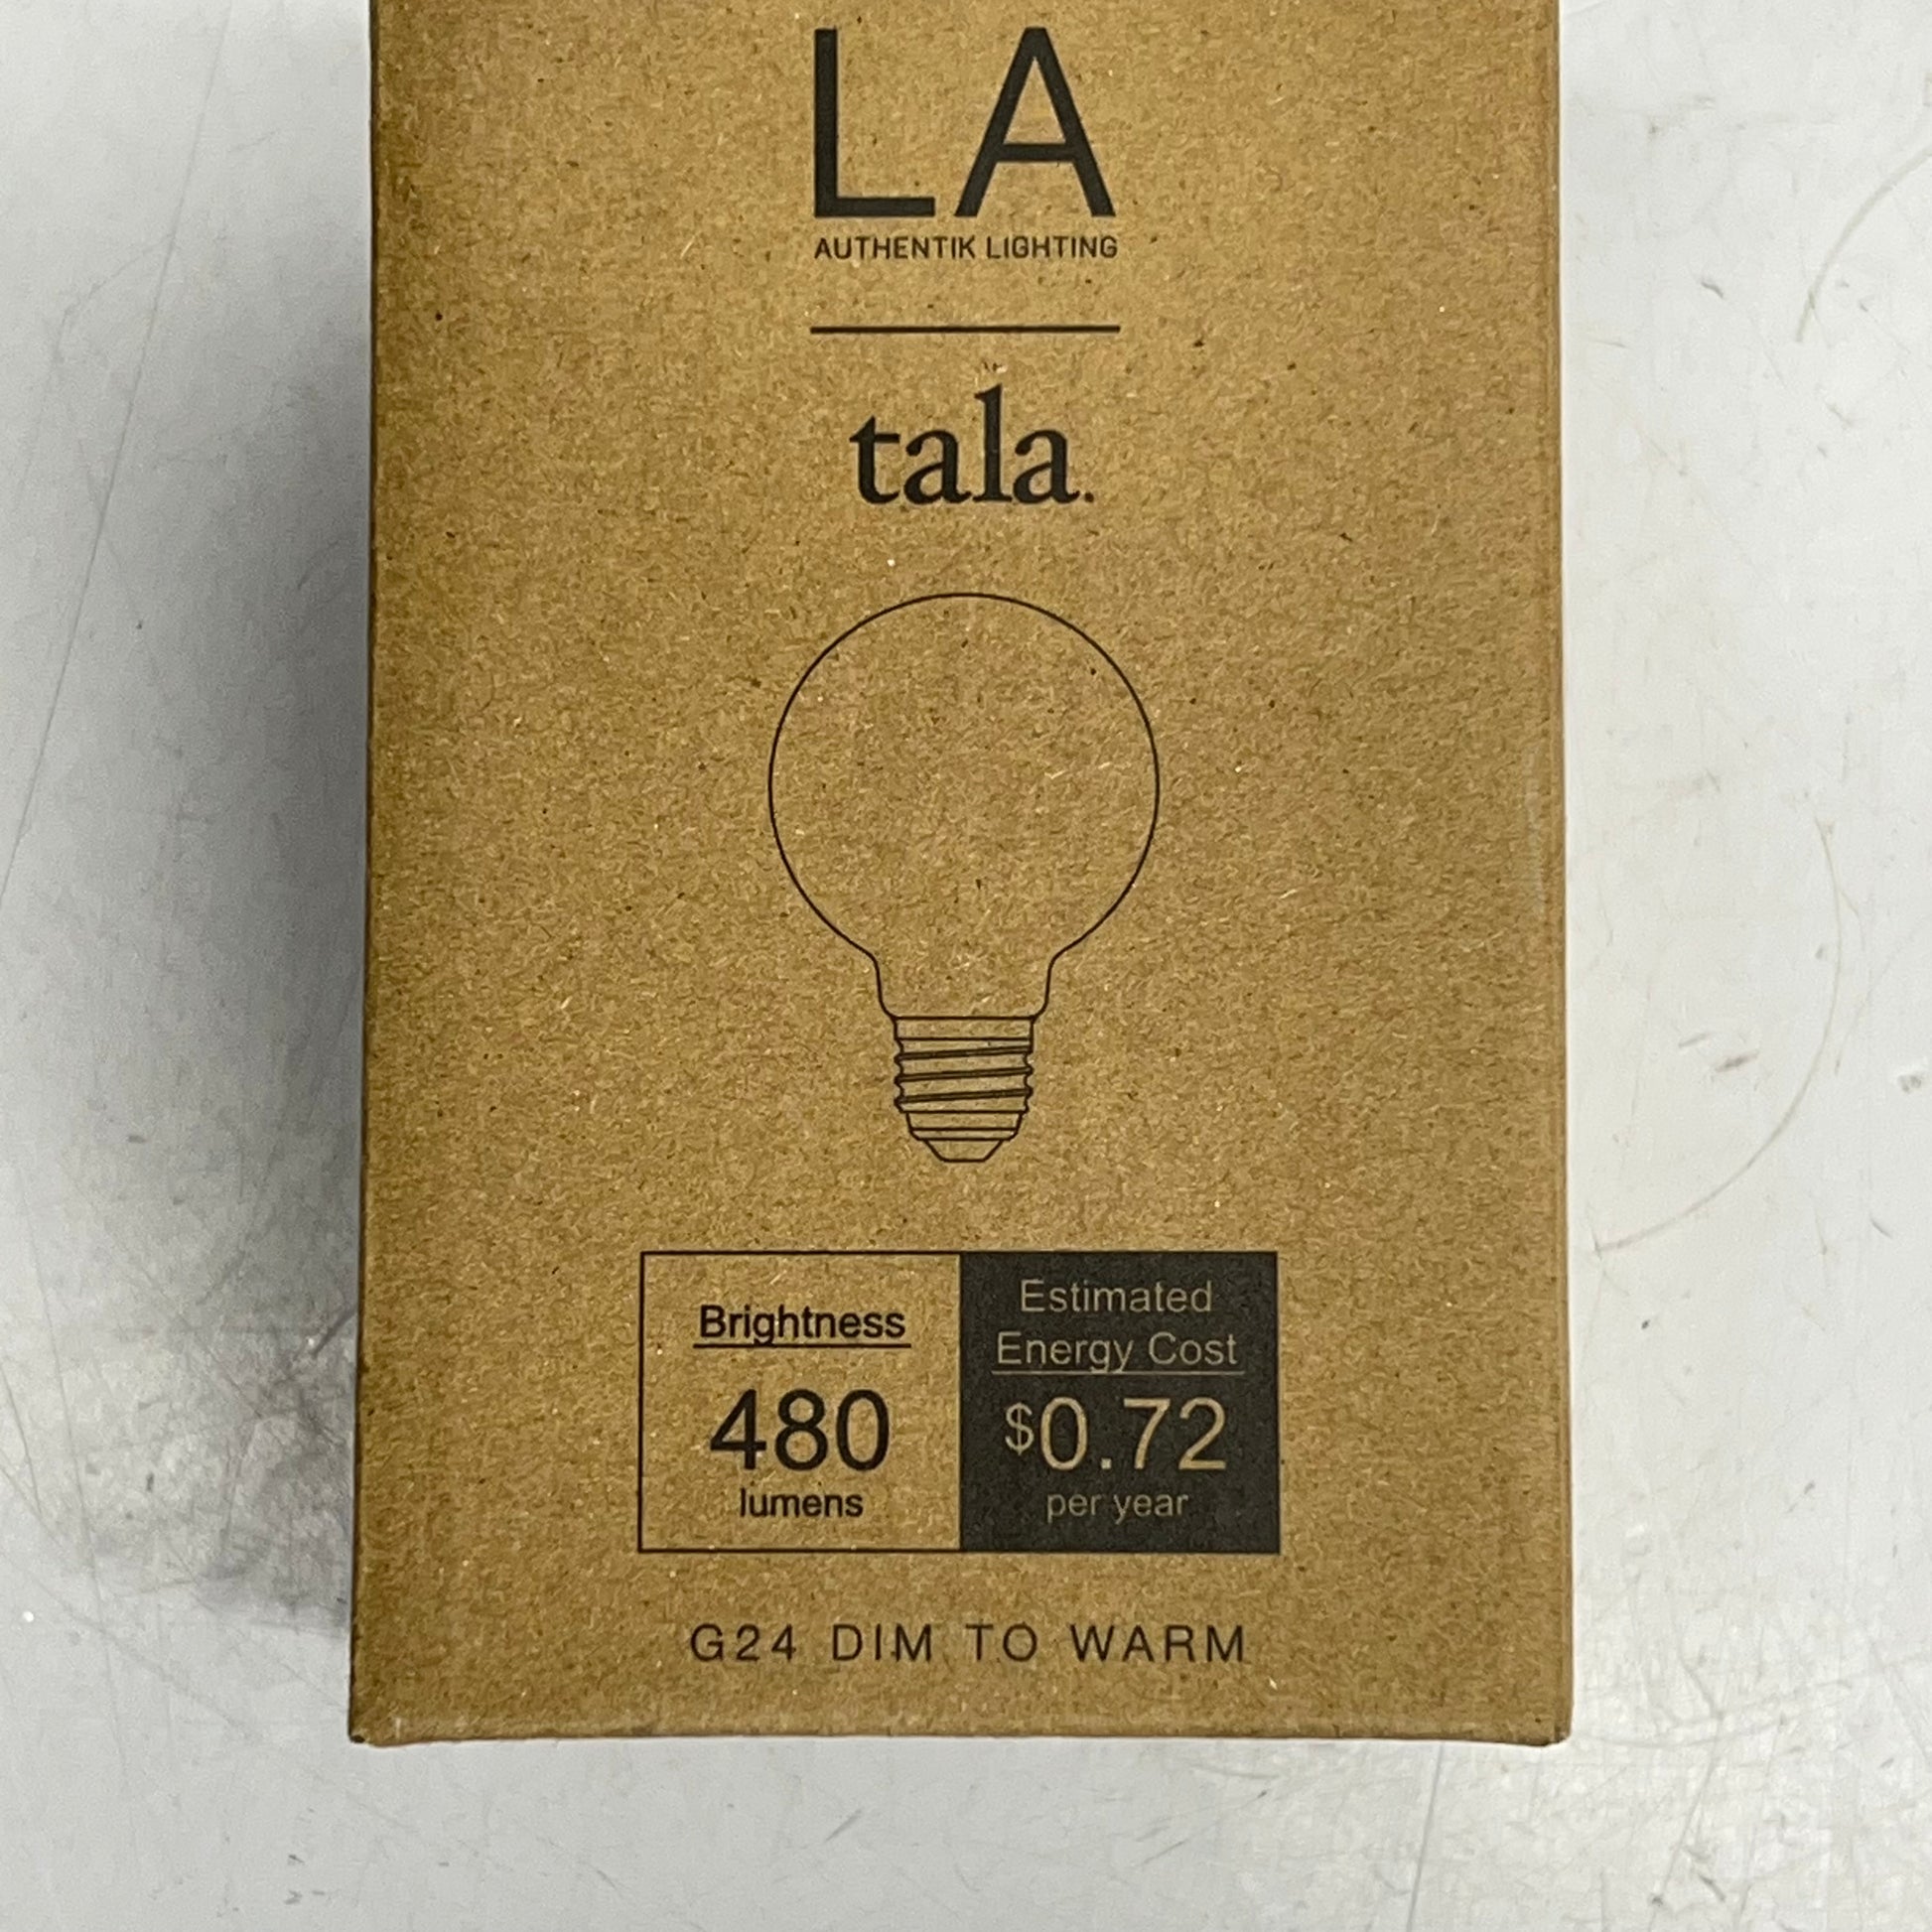 LA
AUTHENTIK LIGHTING
tala.
Brightness
480
lumens
Estimated
Energy Cost
$0.72
per year
G24 DIM TO WARM